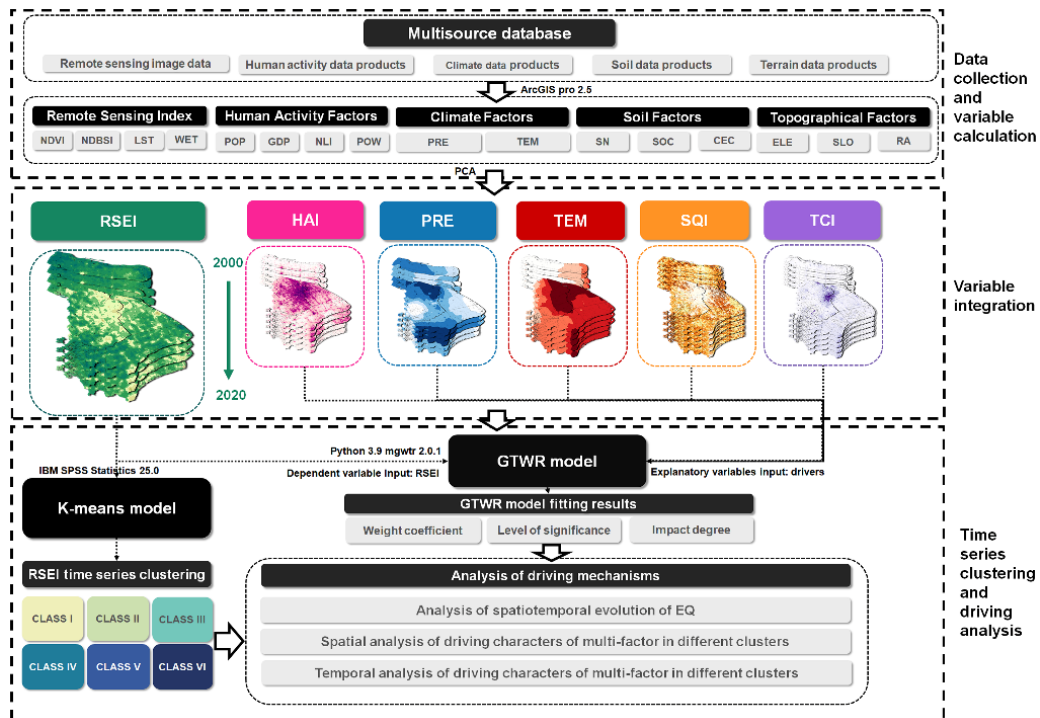 Multisource database
Remote sensing image data
Human activity data products
Climate data products
Soil data products
Terrain data products
ArcGIS pro 2.5
Remote Sensing Index
Human Activity Factors
Climate Factors
Soil Factors
Topographical Factors
NDVI
NDBSI
LST
WET
POP
GDP
NLI
POW
PRE
TEM
SN
SOC
CEC
ELE
SLO
RA
Data
collection
and
variable
calculation
PCA
RSEI
HAI
PRE
TEM
SQI
TCI
2000
2020
Variable
integration
Python 3.9 mgwtr 2.0.1
Dependent variable Input: RSEI
GTWR model
Explanatory variables input: drivers
IBM SPSS Statistics 25.0
K-means model
GTWR model fitting results
Weight coefficient
Level of significance
Impact degree
RSEI time series clustering
CLASS I
CLASS II
CLASS III
CLASS IV
CLASS V
CLASS VI
Analysis of driving mechanisms
Analysis of spatiotemporal evolution of EQ
Spatial analysis of driving characters of multi-factor in different clusters
Temporal analysis of driving characters of multi-factor in different clusters
Time
series
clustering
and
driving
analysis